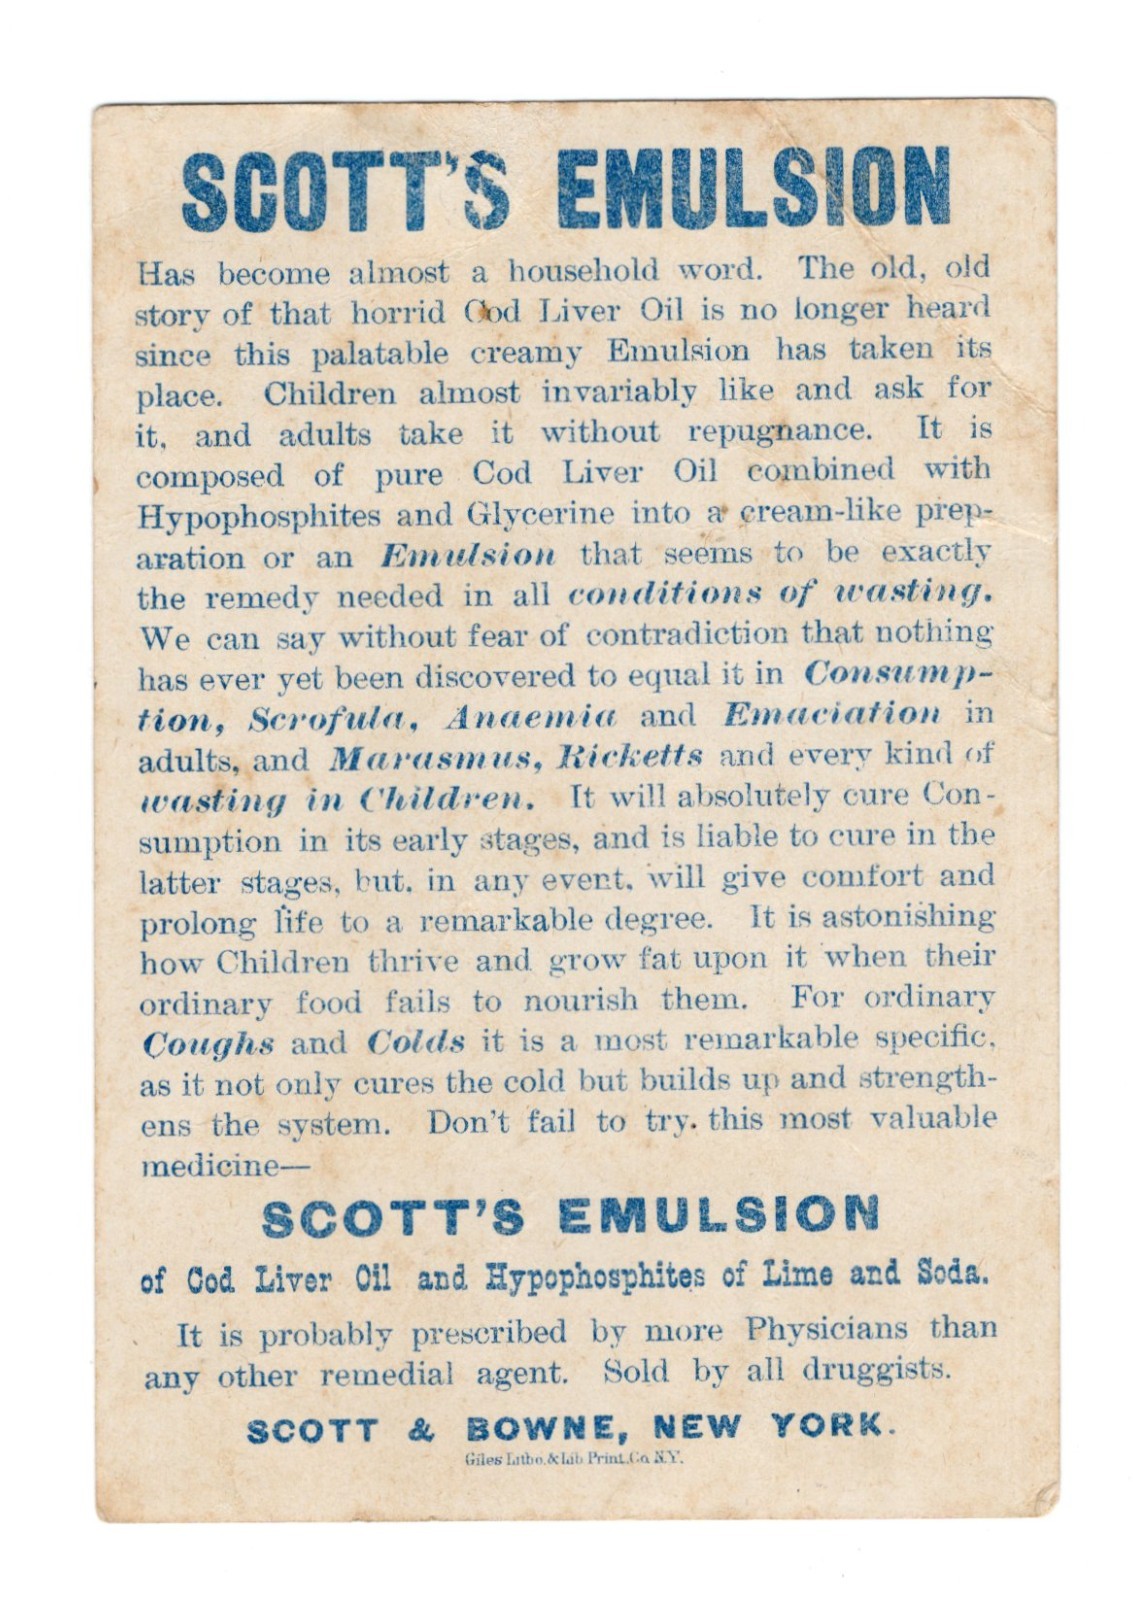 SCOTT'S EMULSION
Has become almost a household word. The old, old
story of that horrid Cod Liver Oil is no longer heard
since this palatable creamy Emulsion has taken its
place. Children almost invariably like and ask for
it, and adults take it without repugnance. It is
composed of pure Cod Liver Oil combined with
Hypophosphites and Glycerine into a cream-like prep-
aration or an Emulsion that seems to be exactly
the remedy needed in all conditions of wasting.
We can say without fear of contradiction that nothing
has ever yet been discovered to equal it in Consump-
tion, Scrofula, Anaemia and Emaciation in
adults, and Marasmus, Ricketts and every kind of
wasting in Children. It will absolutely cure Con-
sumption in its early stages, and is liable to cure in the
latter stages, but. in any event. will give comfort and
prolong life to a remarkable degree. It is astonishing
how Children thrive and grow fat upon it when their
ordinary food fails to nourish them. For ordinary
Coughs and Colds it is a most remarkable specific,
as it not only cures the cold but builds up and strength-
ens the system. Don't fail to try. this most valuable
medicine—
SCOTT'S EMULSION
of Cod Liver Oil and Hypophosphites of Lime and Soda.
It is probably prescribed by more Physicians than
any other remedial agent. Sold by all druggists.
SCOTT & BOWNE, NEW YORK.
Giles Litho. & Lib Print. Co. N.Y.